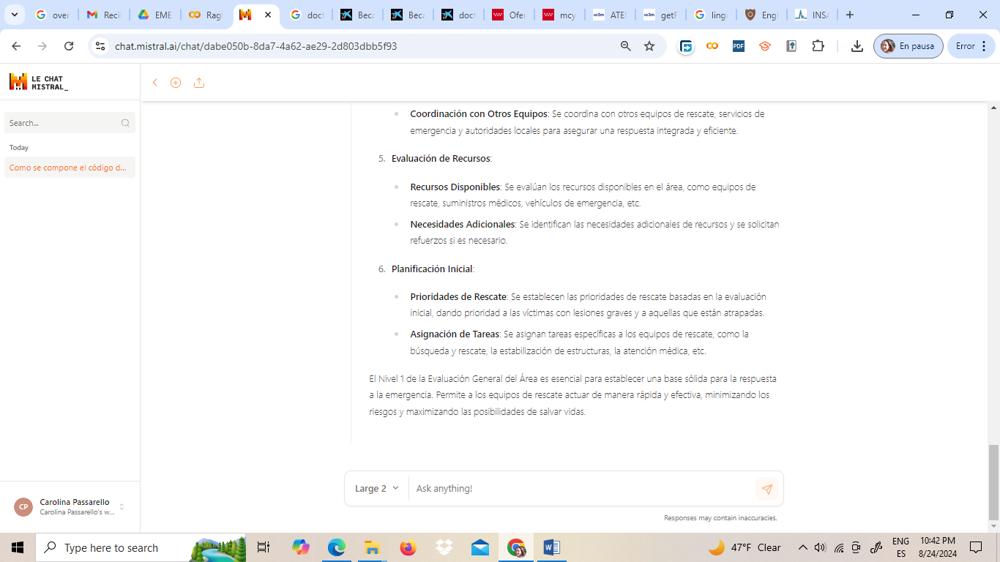 over
Reci
EME
Rag
doct
Beca
Beca
doct
Ofer
mcy
ATE
getF
ling
Engl
INSA
chat.mistral.ai/chat/dabe050b-8da7-4a62-ae29-2d803dbb5f93
PDF
En pausa
Error
LE CHAT
MISTRAL_
Search...
Today
Como se compone el código d...
Coordinación con Otros Equipos: Se coordina con otros equipos de rescate, servicios de
emergencia y autoridades locales para asegurar una respuesta integrada y eficiente.
5. Evaluación de Recursos:
Recursos Disponibles: Se evalúan los recursos disponibles en el área, como equipos de
rescate, suministros médicos, vehículos de emergencia, etc.
Necesidades Adicionales: Se identifican las necesidades adicionales de recursos y se solicitan
refuerzos si es necesario.
6. Planificación Inicial:
Prioridades de Rescate: Se establecen las prioridades de rescate basadas en la evaluación
inicial, dando prioridad a las víctimas con lesiones graves y a aquellas que están atrapadas.
Asignación de Tareas: Se asignan tareas específicas a los equipos de rescate, como la
búsqueda y rescate, la estabilización de estructuras, la atención médica, etc.
El Nivel 1 de la Evaluación General del Área es esencial para establecer una base sólida para la respuesta
a la emergencia. Permite a los equipos de rescate actuar de manera rápida y efectiva, minimizando los
riesgos y maximizando las posibilidades de salvar vidas.
Large 2
Ask anything!
Responses may contain inaccuracies.
CP
Carolina Passarello
Carolina Passarello's w...
Type here to search
47°F Clear
ENG
ES
10:42 PM
8/24/2024